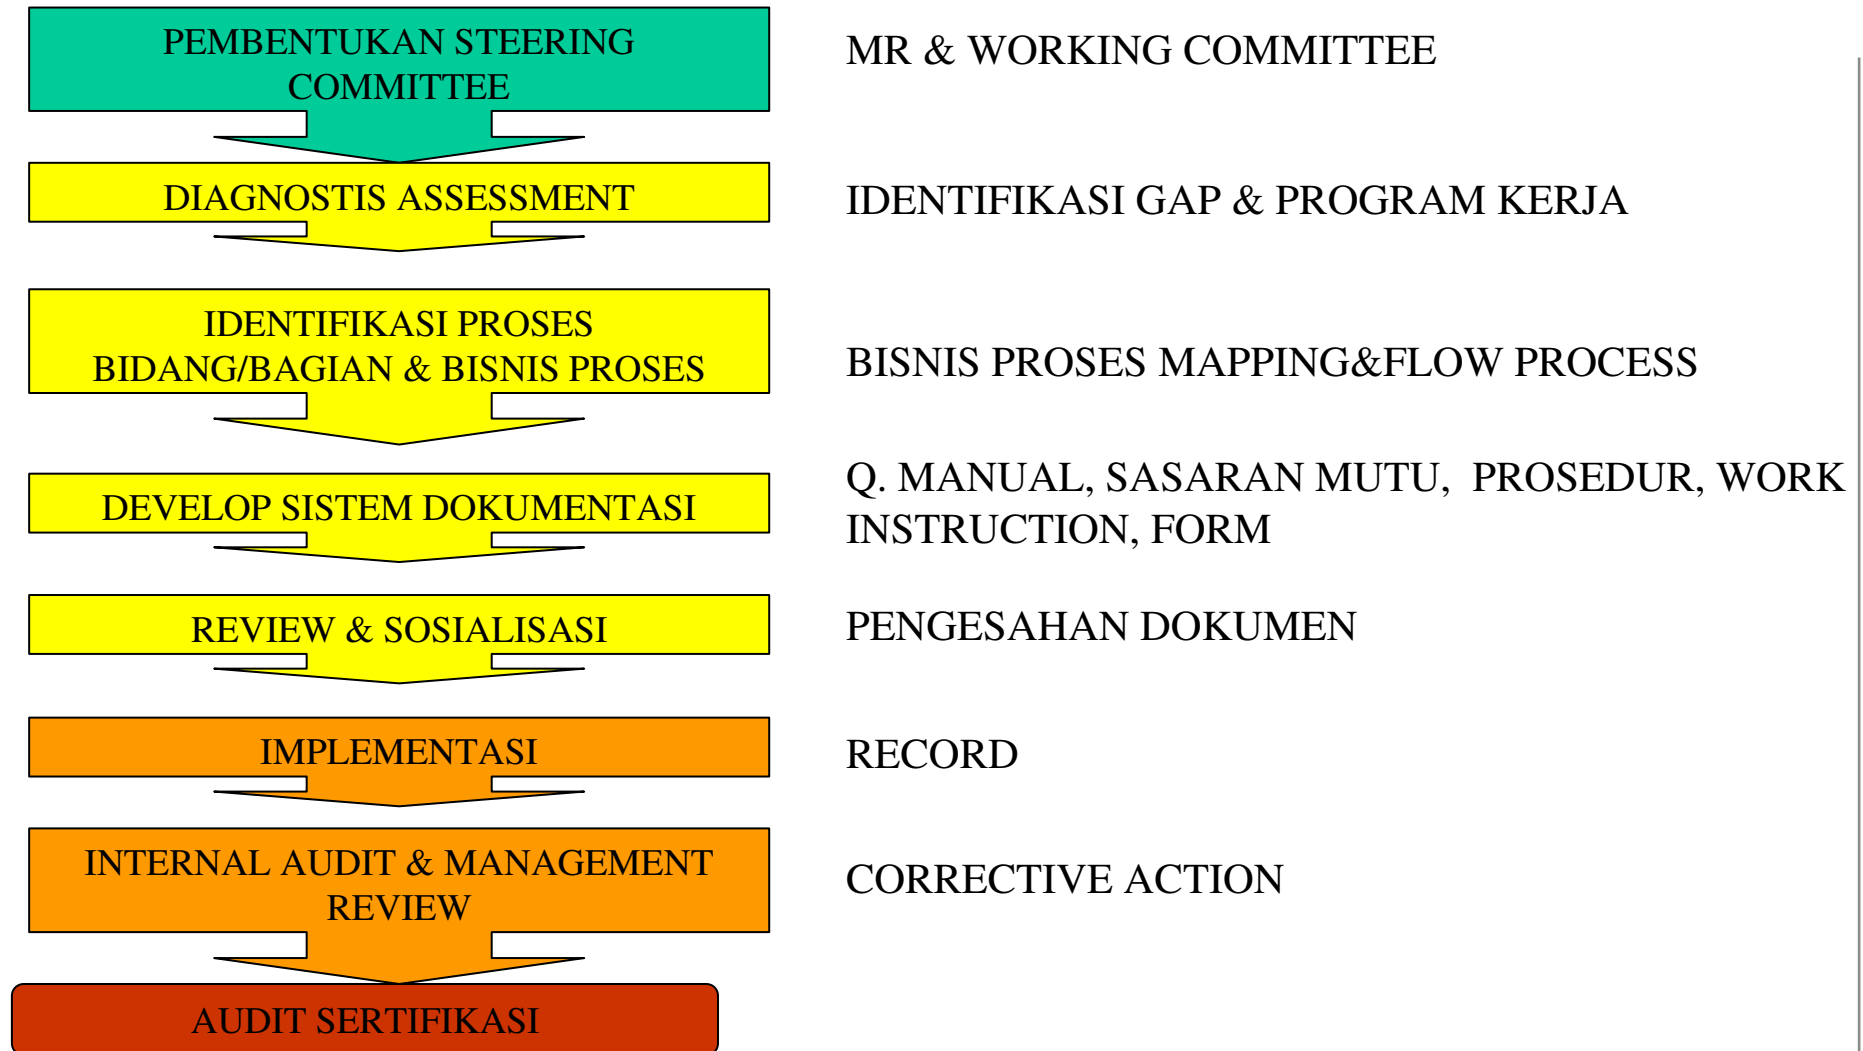 PEMBENTUKAN STEERING
COMMITTEE
MR & WORKING COMMITTEE
DIAGNOSTIS ASSESSMENT
IDENTIFIKASI GAP & PROGRAM KERJA
IDENTIFIKASI PROSES
BIDANG/BAGIAN & BISNIS PROSES
BISNIS PROSES MAPPING&FLOW PROCESS
DEVELOP SISTEM DOKUMENTASI
Q. MANUAL, SASARAN MUTU, PROSEDUR, WORK
INSTRUCTION, FORM
REVIEW & SOSIALISASI
PENGESAHAN DOKUMEN
IMPLEMENTASI
RECORD
INTERNAL AUDIT & MANAGEMENT
REVIEW
CORRECTIVE ACTION
AUDIT SERTIFIKASI